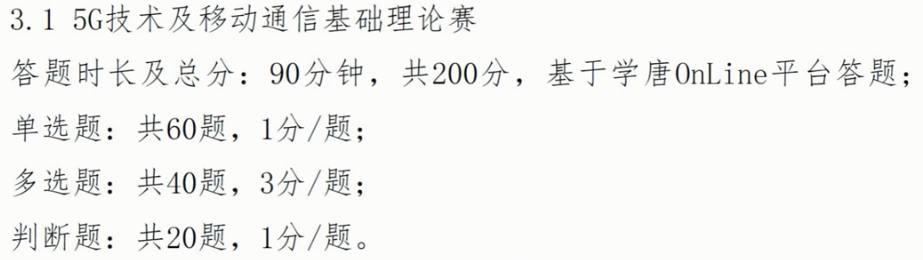 3.1 5G技术及移动通信基础理论赛
答题时长及总分：90分钟，共200分，基于学唐OnLine平台答题；
单选题：共60题，1分/题；
多选题：共40题，3分/题；
判断题：共20题，1分/题。